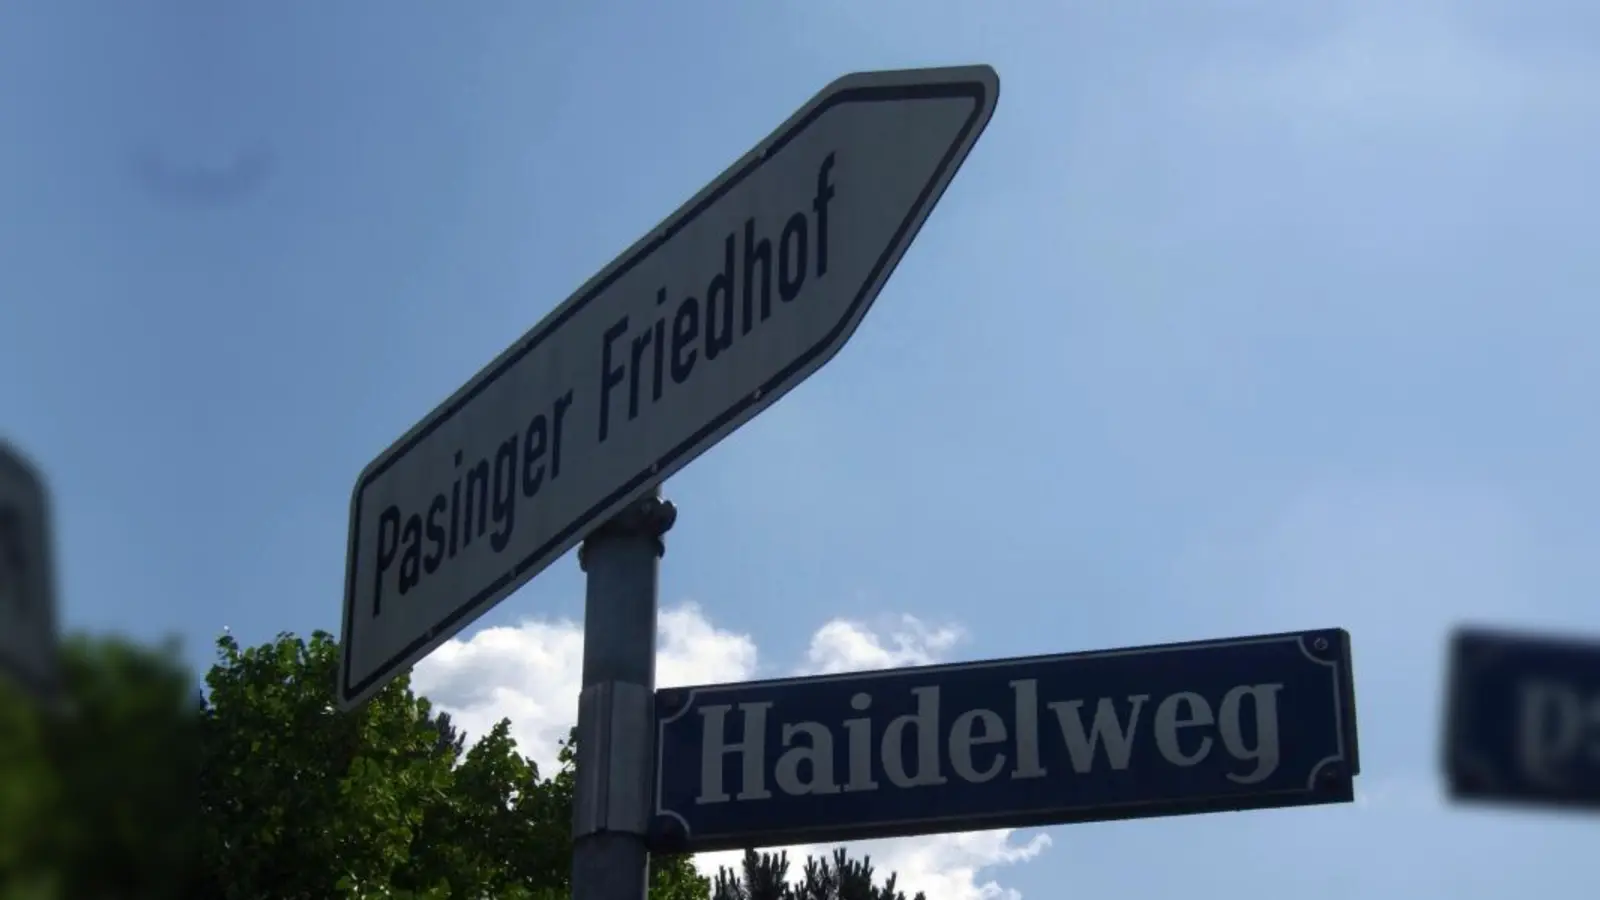 Pasinger Friedhof
Haidelweg